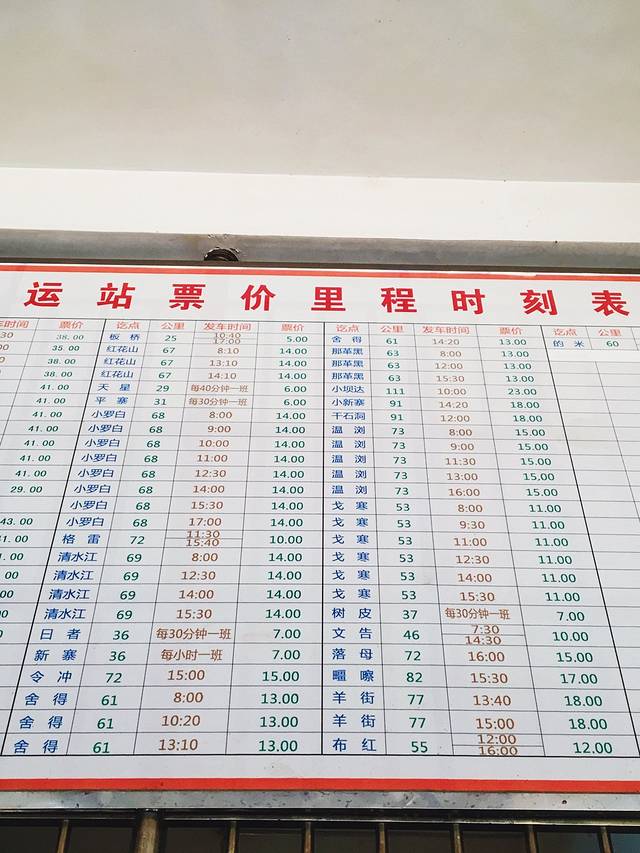 运站票价里程时刻表
时间 票价 讫点 公里 发车时间 票价 讫点 公里 发车时间 票价 讫点 公里
:30 38.00 板桥 25 10:40 17:00 5.00 舍得 61 14:20 13.00 的米 60
35.00 红花山 67 8:10 14.00 那革黑 63 8:00 13.00
38.00 红花山 67 13:10 14.00 那革黑 63 12:00 13.00
38.00 红花山 67 14:10 14.00 那革黑 63 15:30 13.00
41.00 天星 29 每40分钟一班 6.00 小坝达 111 10:00 23.00
41.00 平寨 31 每30分钟一班 6.00 小新寨 91 14:20 18.00
41.00 小罗白 68 8:00 14.00 干石洞 91 12:00 18.00
41.00 小罗白 68 9:00 14.00 温浏 73 8:00 15.00
41.00 小罗白 68 10:00 14.00 温浏 73 9:00 15.00
41.00 小罗白 68 11:00 14.00 温浏 73 11:30 15.00
41.00 小罗白 68 12:30 14.00 温浏 73 13:00 15.00
29.00 小罗白 68 14:00 14.00 温浏 73 16:00 15.00
小罗白 68 15:30 14.00 戈寒 53 8:00 11.00
43.00 小罗白 68 17:00 14.00 戈寒 53 9:30 11.00
1.00 格雷 72 11:30 15:40 10.00 戈寒 53 11:00 11.00
1.00 清水江 69 8:00 14.00 戈寒 53 12:30 11.00
00 清水江 69 12:30 14.00 戈寒 53 14:00 11.00
.00 清水江 69 14:00 14.00 戈寒 53 15:30 11.00
0 清水江 69 15:30 14.00 树皮 37 每30分钟一班 7.00
0 日者 36 每30分钟一班 7.00 文告 46 7:30 14:30 10.00
新寨 36 每小时一班 7.00 落母 72 16:00 15.00
令冲 72 15:00 15.00 疆嚓 82 15:30 17.00
舍得 61 8:00 13.00 羊街 77 13:40 18.00
舍得 61 10:20 13.00 羊街 77 15:00 18.00
舍得 61 13:10 13.00 布红 55 12:00 16:00 12.00